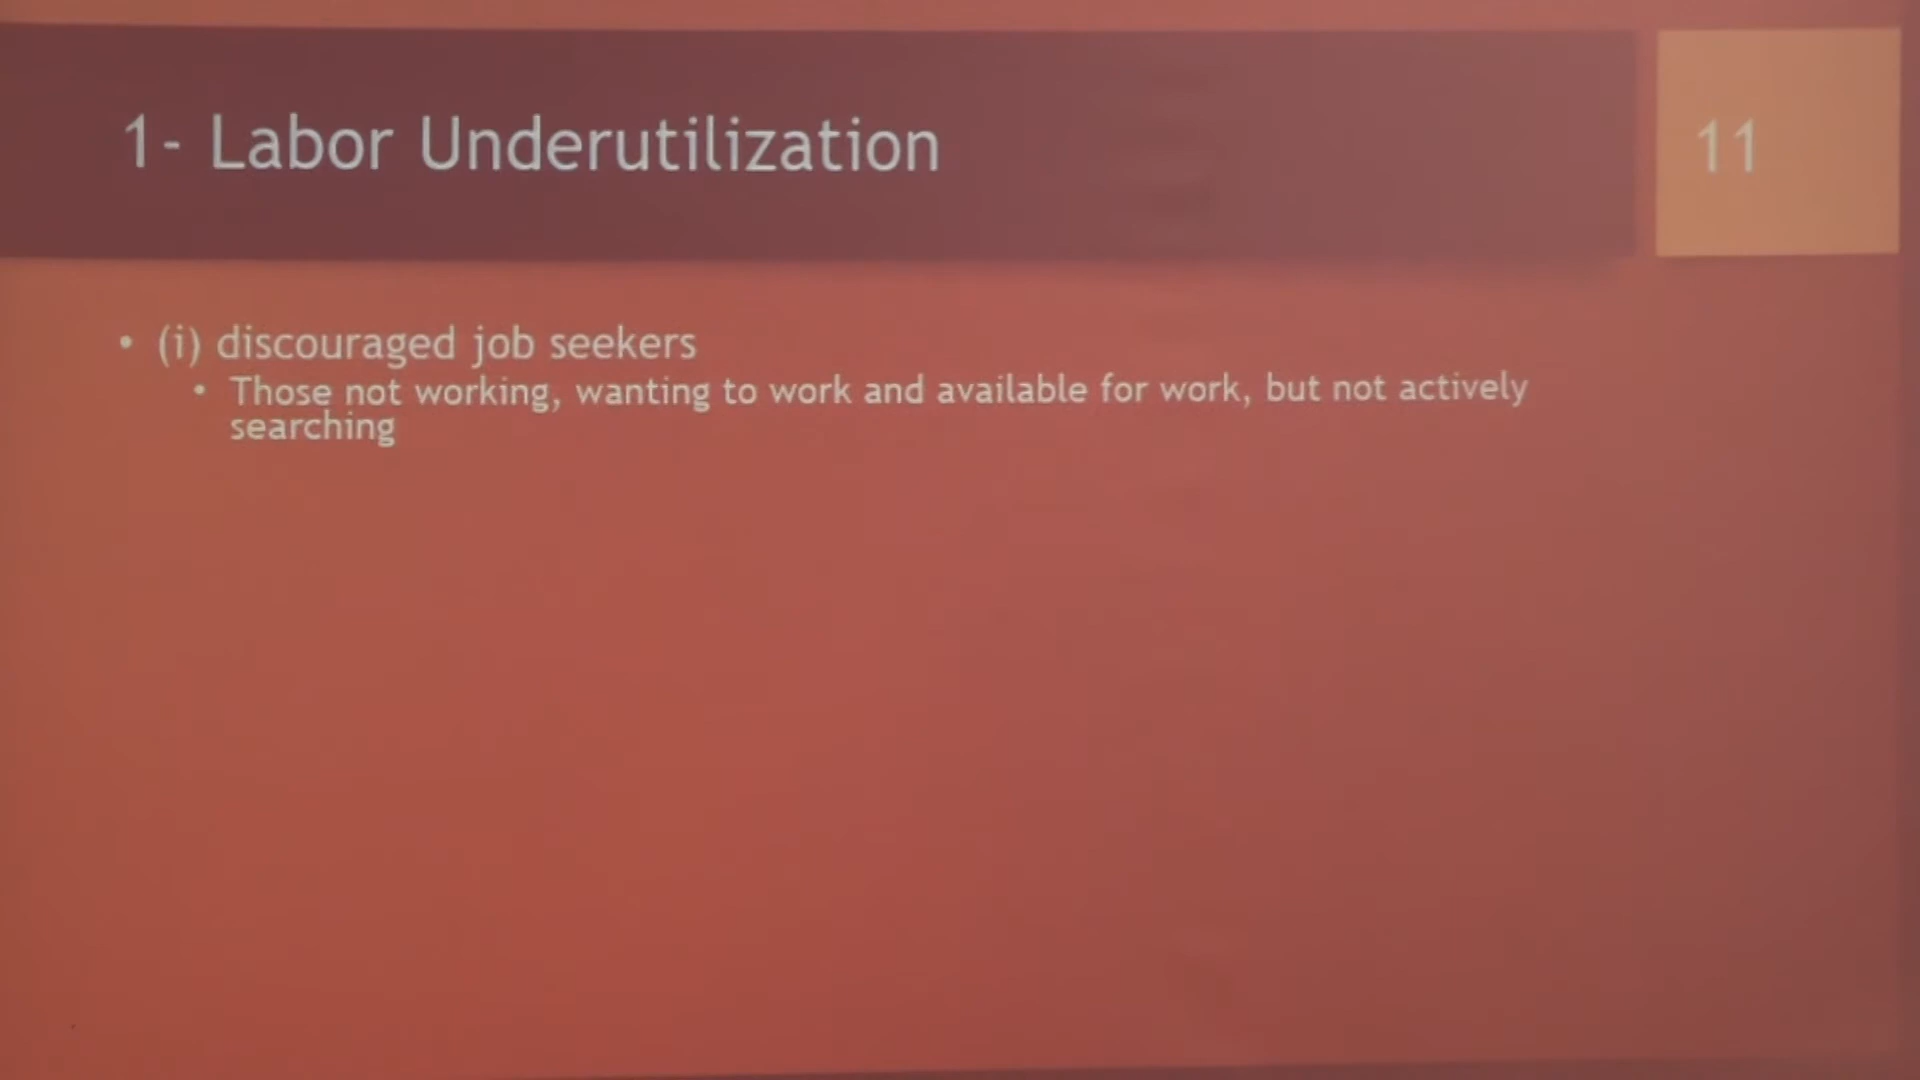 1- Labor Underutilization
11
• (i) discouraged job seekers
• Those not working, wanting to work and available for work, but not actively
searching